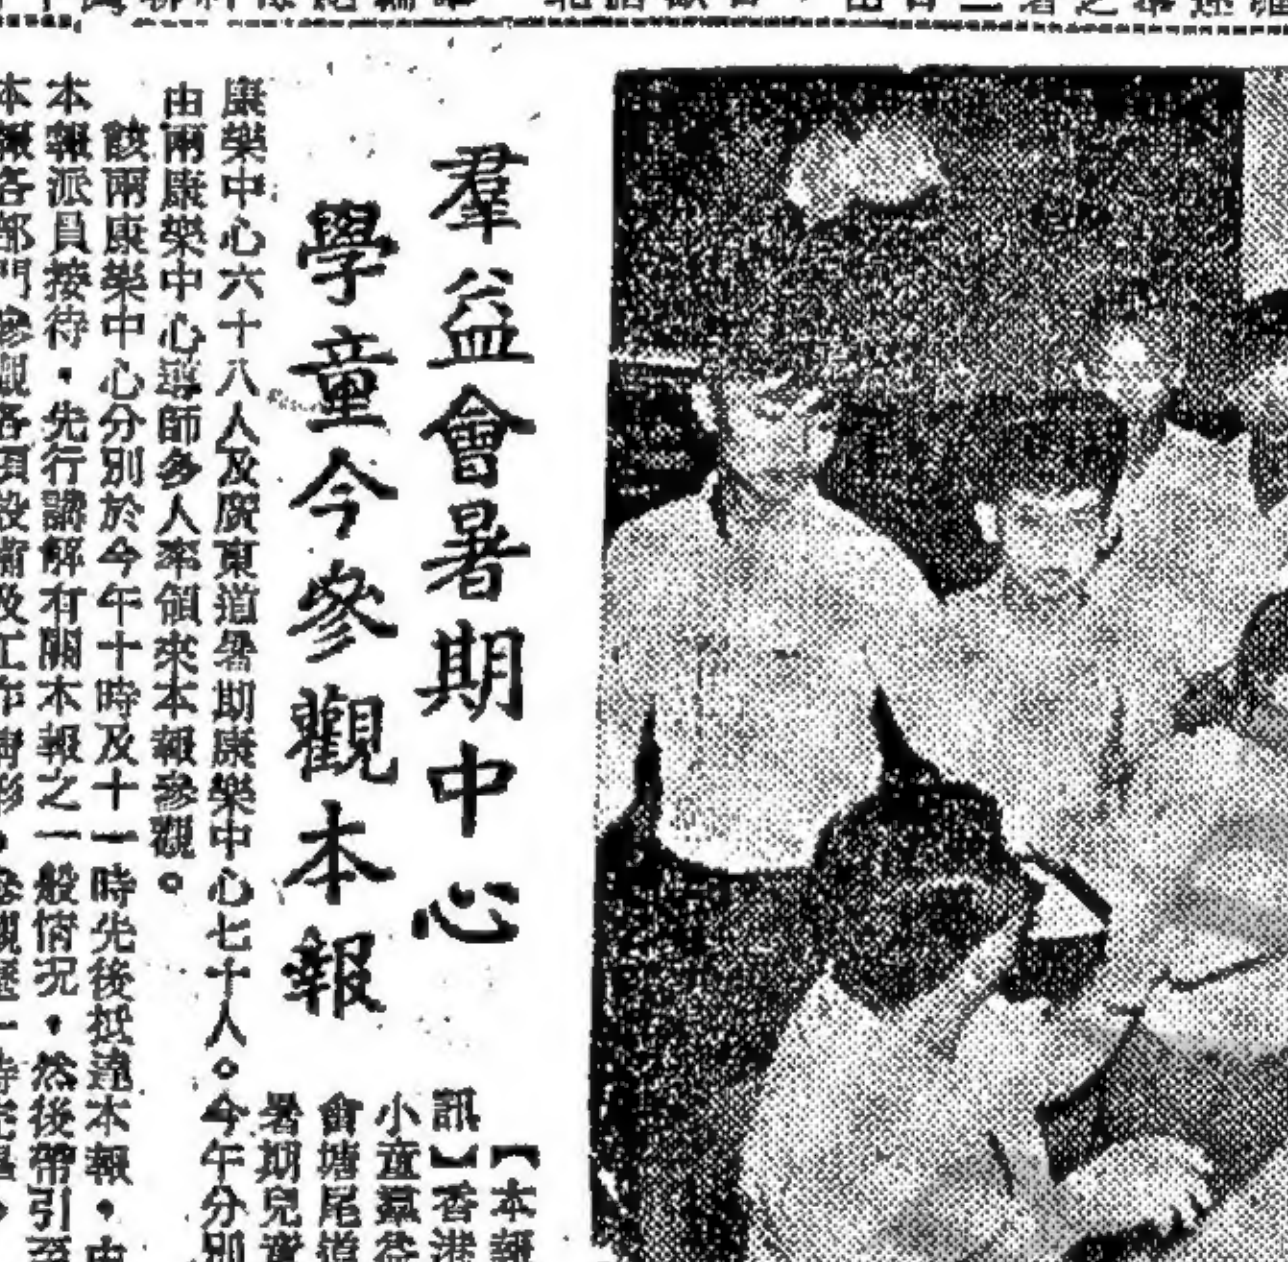 羣益會暑期中心
學童今參觀本報
【本報
訊】香港
小童羣益
會塘尾道
暑期兒童
康樂中心六十八人及廣東道暑期康樂中心七十人。今午分別
由兩康樂中心導師多人率領來本報參觀。
該兩康樂中心分別於今午十時及十一時先後抵達本報,由
本報派員接待,先行講解有關本報之一般情况,然後帶引至
本報各部門參觀各項設備及工作情形,參觀歷一時